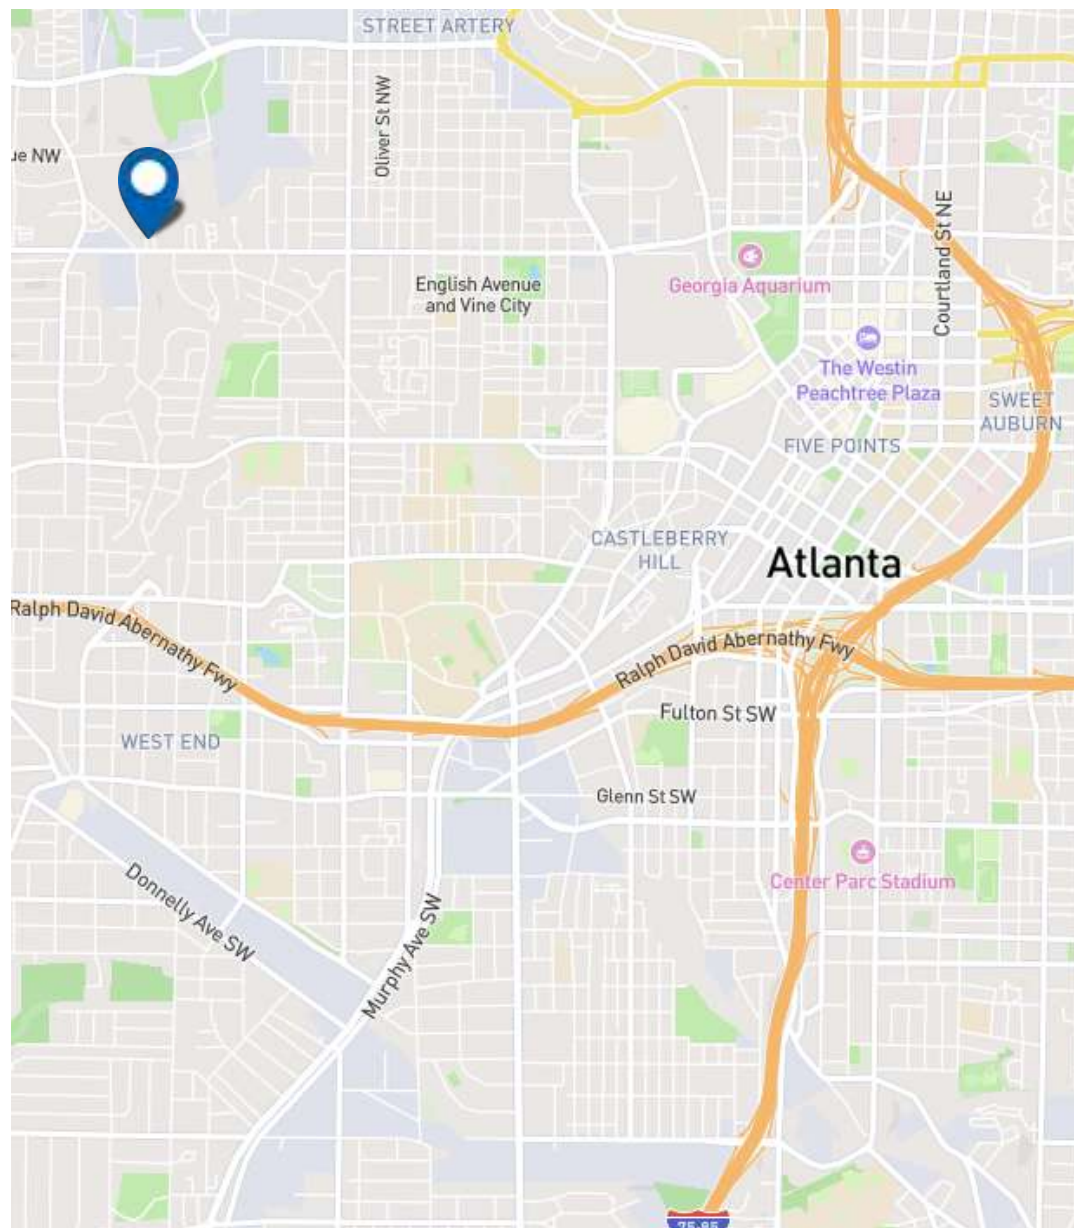 STREET ARTERY
Oliver St NW
ue NW
Courtland St NE
English Avenue
and Vine City
Georgia Aquarium
The Westin
Peachtree Plaza
SWEET
AUBURN
FIVE POINTS
CASTLEBERRY
HILL
Atlanta
Ralph David Abernathy Fwy
Ralph David Abernathy Fwy
Fulton St SW
WEST END
Glenn St SW
Center Parc Stadium
Donnelly Ave SW
Murphy Ave SW
75-85